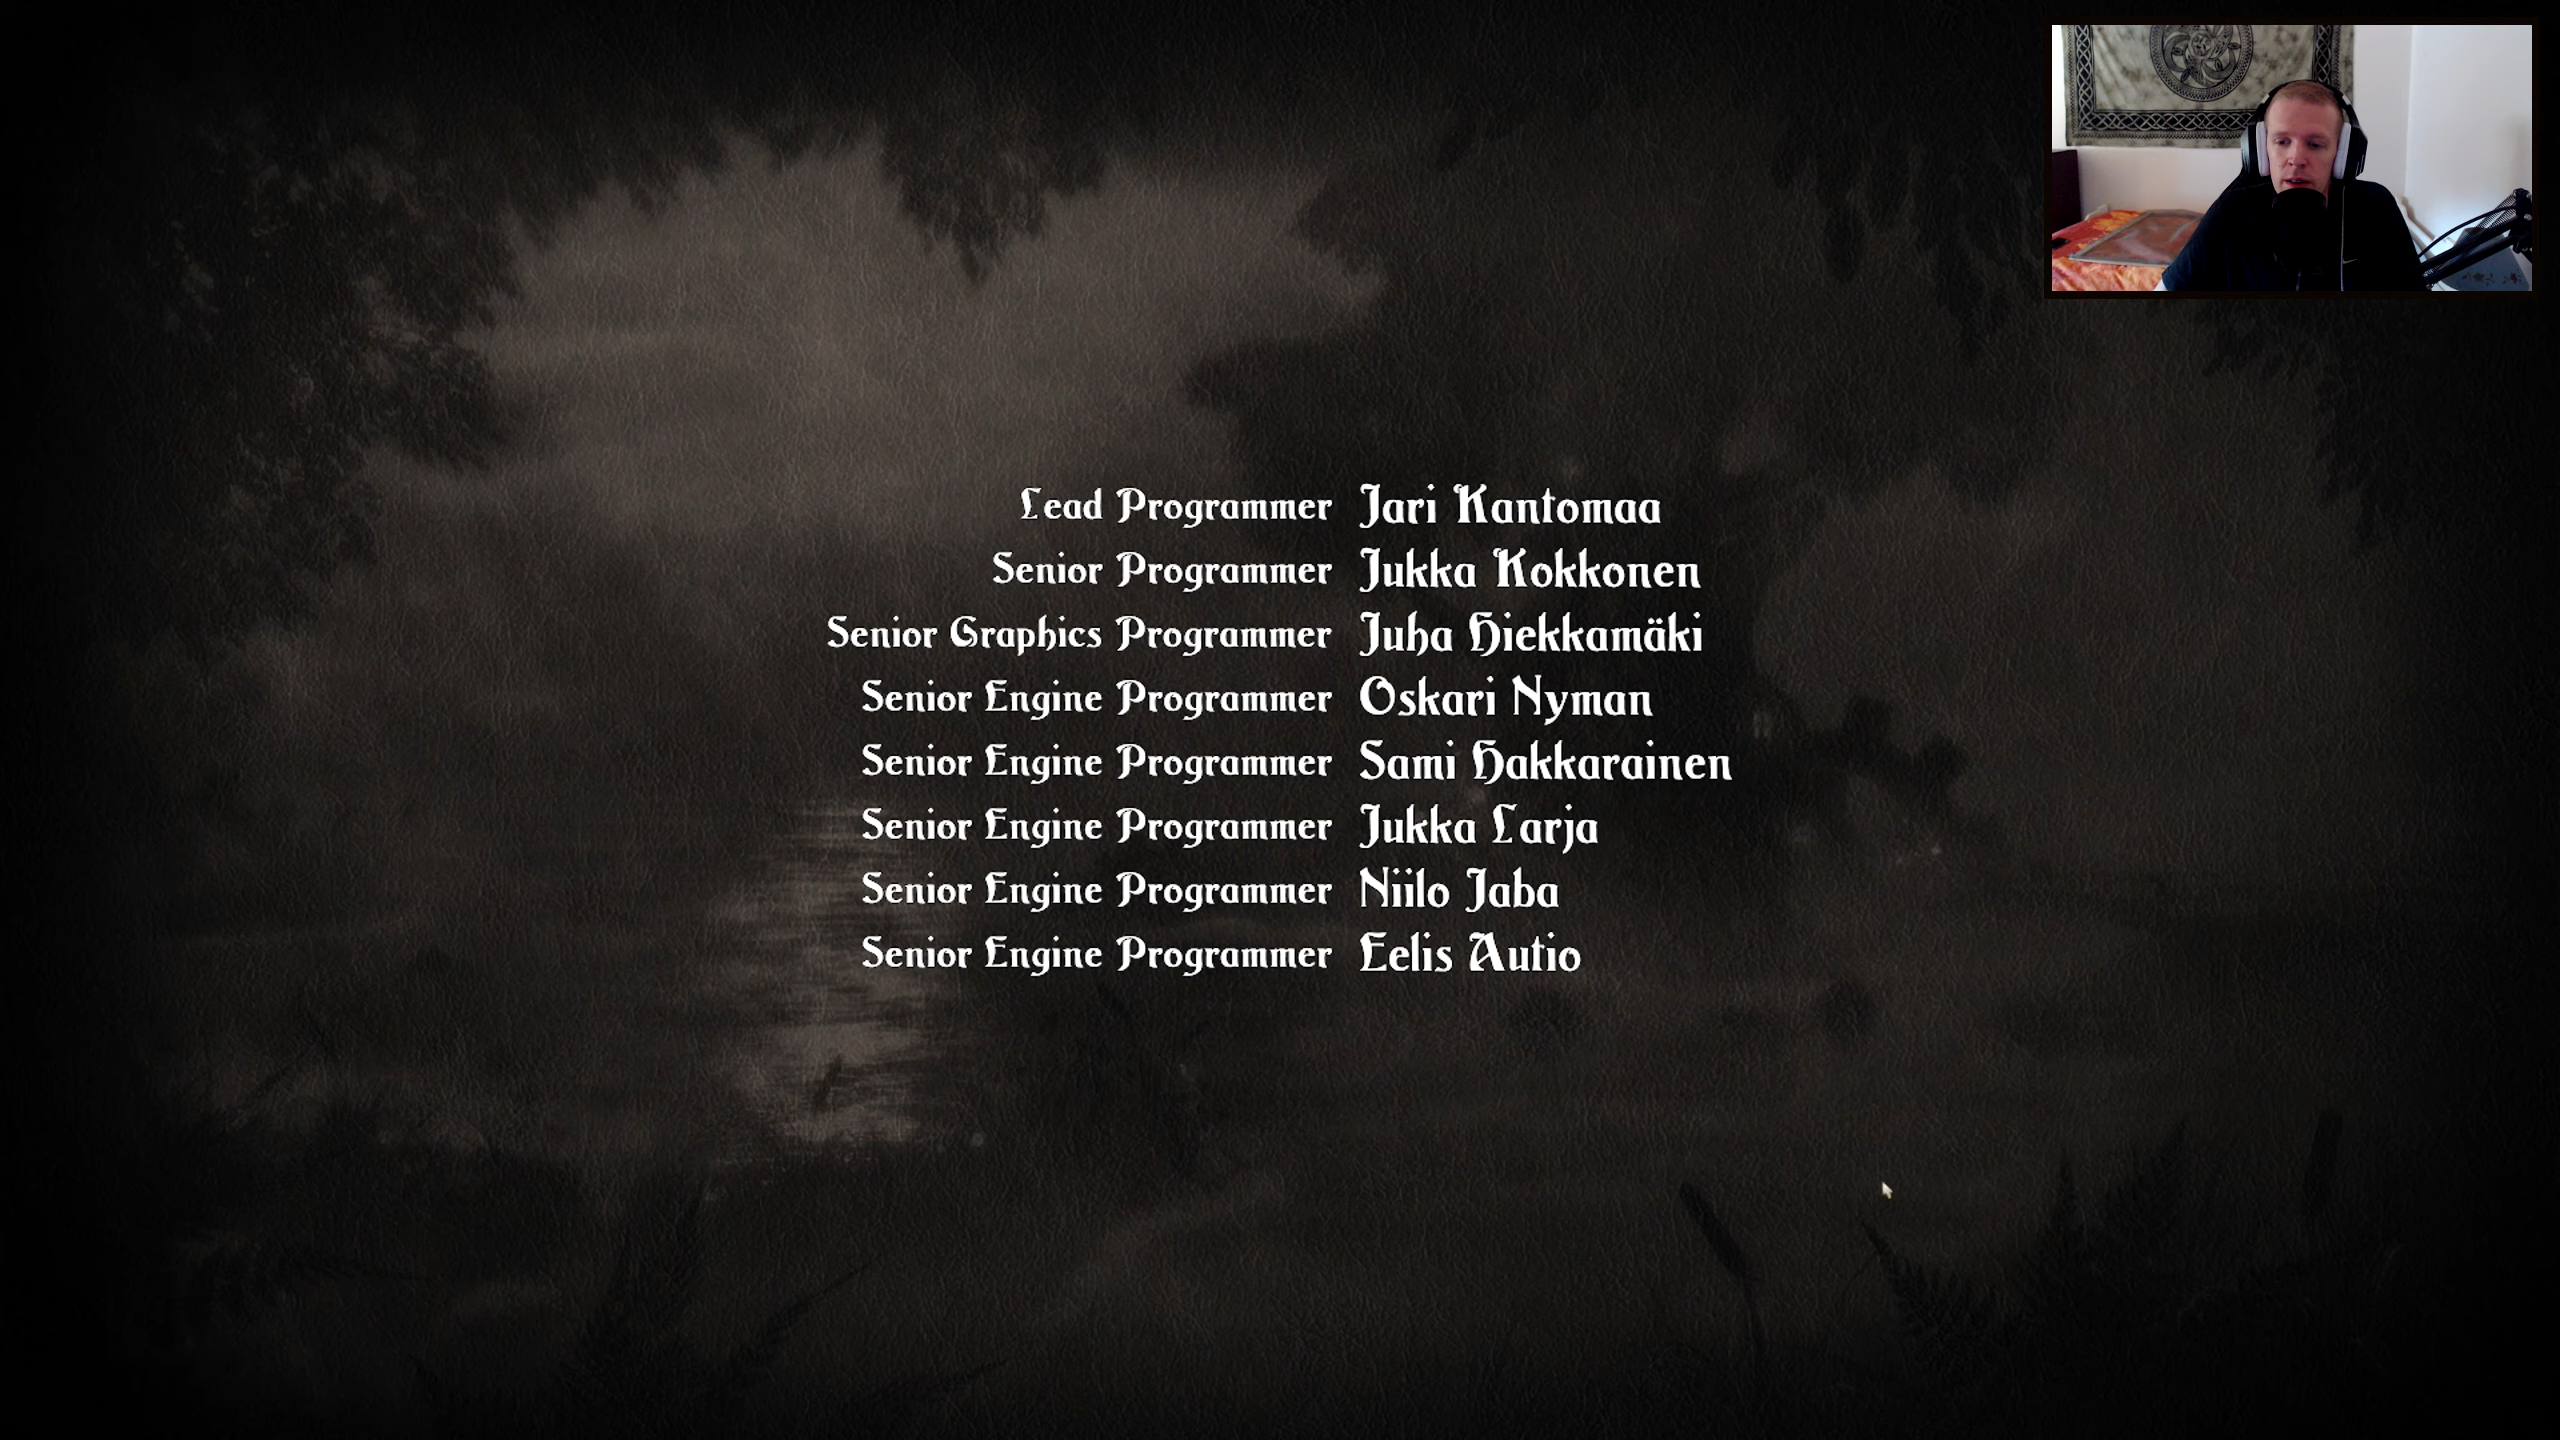 Lead Programmer Jari Kantomaa
Senior Programmer Jukka Kokkonen
Senior Graphics Programmer Juha Hiekkamäki
Senior Engine Programmer Oskari Nyman
Senior Engine Programmer Sami Hakkarainen
Senior Engine Programmer Jukka Larja
Senior Engine Programmer Niilo Jaba
Senior Engine Programmer Eelis Autio